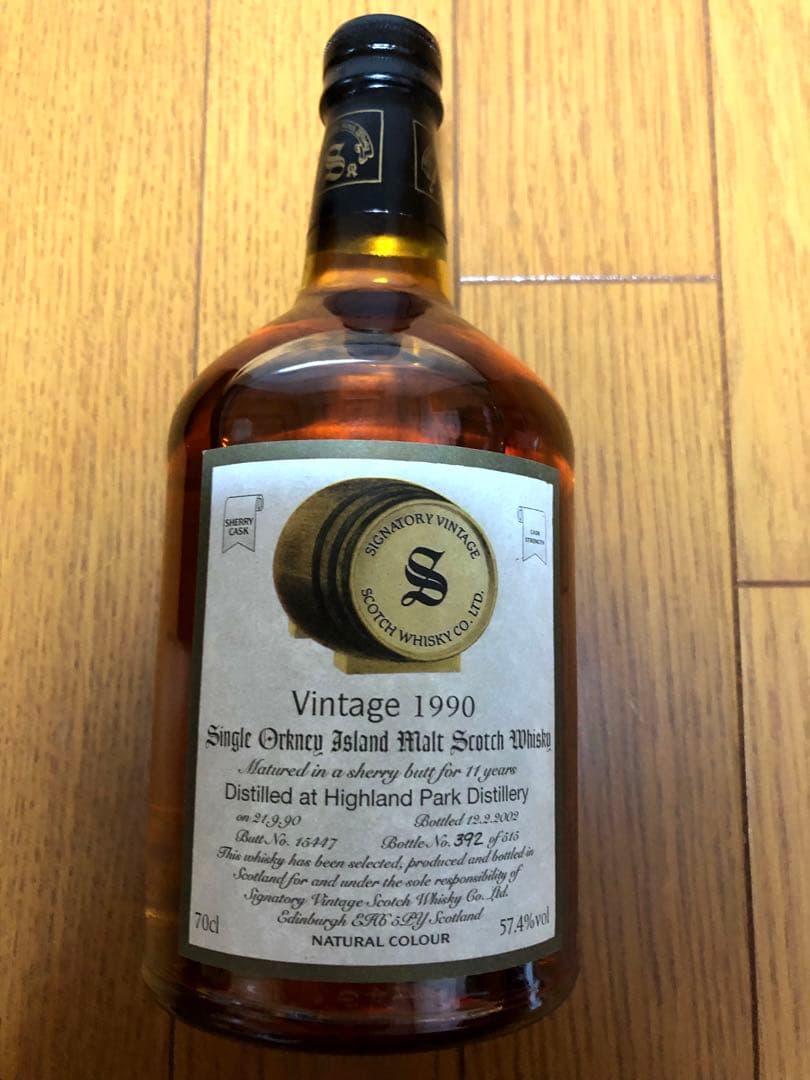 S
SHERRY
CASK
CASK
STRENGTH
SIGNATORY VINTAGE
S
SCOTCH WHISKY CO. LTD.
Vintage 1990
Single Orkney Island Malt Scotch Whisky
Matured in a sherry butt for 11 years
Distilled at Highland Park Distillery
on 21.9.90 Bottled 12.2.2002
Butt No. 15447 Bottle No. 392 of 515
This whisky has been selected, produced and bottled in
Scotland for and under the sole responsibility of
Signatory Vintage Scotch Whisky Co. Ltd.
Edinburgh EH6 5PY Scotland
70cl 57.4%vol
NATURAL COLOUR